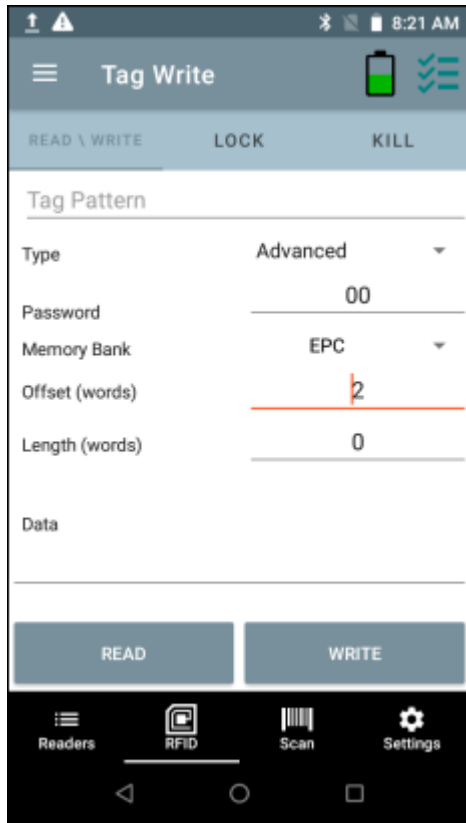 8:21 AM
Tag Write
READ \ WRITE LOCK KILL
Tag Pattern
Type Advanced
Password 00
Memory Bank EPC
Offset (words) 2
Length (words) 0
Data
READ WRITE
Readers RFID Scan Settings